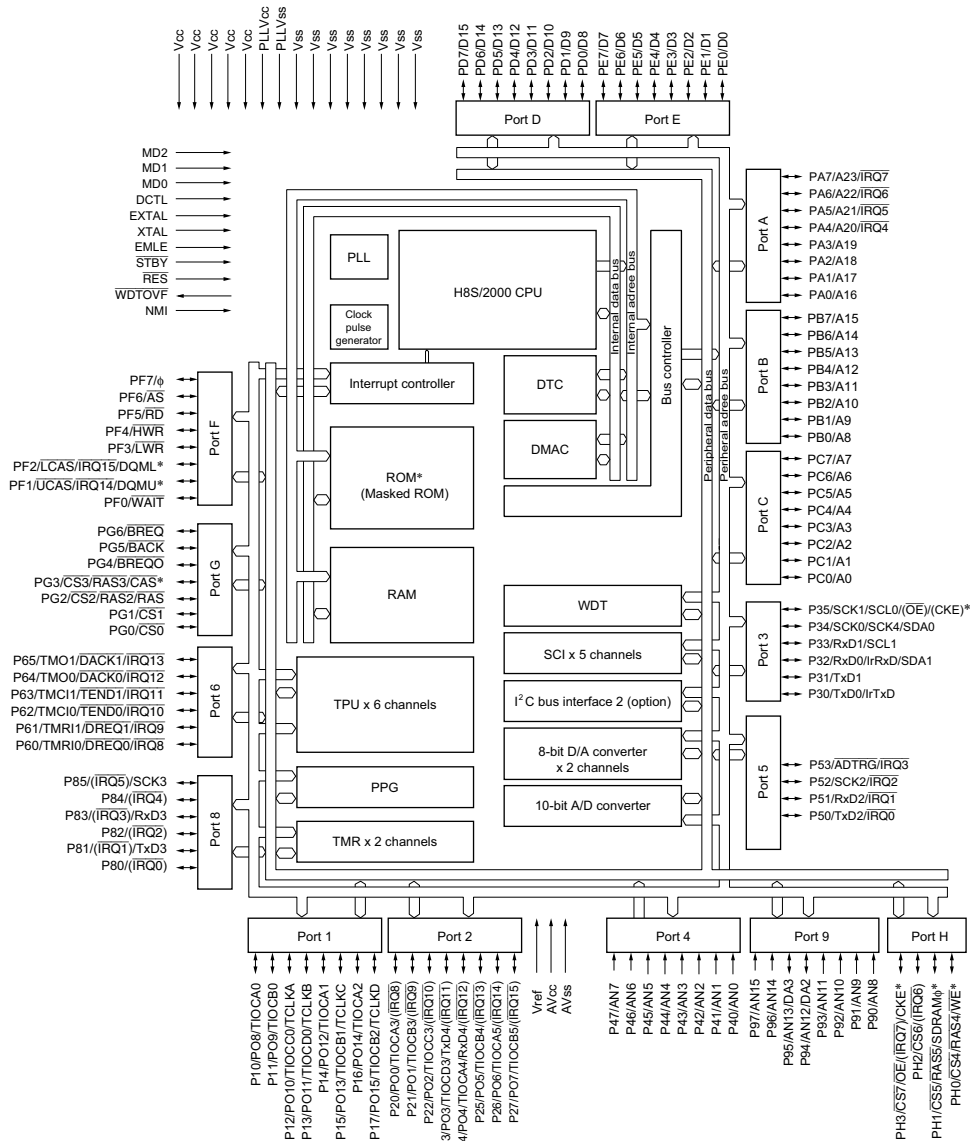 Vcc
Vcc
Vcc
Vcc
Vcc
PLLVcc
PLLVss
Vss
Vss
Vss
Vss
Vss
Vss
Vss
Vss
PD7/D15
PD6/D14
PD5/D13
PD4/D12
PD3/D11
PD2/D10
PD1/D9
PD0/D8
PE7/D7
PE6/D6
PE5/D5
PE4/D4
PE3/D3
PE2/D2
PE1/D1
PE0/D0
Port D
Port E
MD2
MD1
MD0
DCTL
EXTAL
XTAL
EMLE
STBY
RES
WDTOVF
NMI
PLL
Clock
pulse
generator
H8S/2000 CPU
Internal data bus
Internal adree bus
Bus controller
Peripheral data bus
Periheral adree bus
Interrupt controller
DTC
DMAC
ROM*
(Masked ROM)
RAM
TPU x 6 channels
PPG
TMR x 2 channels
WDT
SCI x 5 channels
I²C bus interface 2 (option)
8-bit D/A converter
x 2 channels
10-bit A/D converter
Port A
PA7/A23/IRQ7
PA6/A22/IRQ6
PA5/A21/IRQ5
PA4/A20/IRQ4
PA3/A19
PA2/A18
PA1/A17
PA0/A16
Port B
PB7/A15
PB6/A14
PB5/A13
PB4/A12
PB3/A11
PB2/A10
PB1/A9
PB0/A8
Port C
PC7/A7
PC6/A6
PC5/A5
PC4/A4
PC3/A3
PC2/A2
PC1/A1
PC0/A0
Port 3
P35/SCK1/SCL0/(OE)/(CKE)*
P34/SCK0/SCK4/SDA0
P33/RxD1/SCL1
P32/RxD0/IrRxD/SDA1
P31/TxD1
P30/TxD0/IrTxD
Port 5
P53/ADTRG/IRQ3
P52/SCK2/IRQ2
P51/RxD2/IRQ1
P50/TxD2/IRQ0
PF7/ϕ
PF6/AS
PF5/RD
PF4/HWR
PF3/LWR
PF2/LCAS/IRQ15/DQML*
PF1/UCAS/IRQ14/DQMU*
PF0/WAIT
Port F
PG6/BREQ
PG5/BACK
PG4/BREQO
PG3/CS3/RAS3/CAS*
PG2/CS2/RAS2/RAS
PG1/CS1
PG0/CS0
Port G
P65/TMO1/DACK1/IRQ13
P64/TMO0/DACK0/IRQ12
P63/TMCI1/TEND1/IRQ11
P62/TMCI0/TEND0/IRQ10
P61/TMRI1/DREQ1/IRQ9
P60/TMRI0/DREQ0/IRQ8
Port 6
P85/(IRQ5)/SCK3
P84/(IRQ4)
P83/(IRQ3)/RxD3
P82/(IRQ2)
P81/(IRQ1)/TxD3
P80/(IRQ0)
Port 8
Port 1
Port 2
Port 4
Port 9
Port H
P10/PO8/TIOCA0
P11/PO9/TIOCB0
P12/PO10/TIOCC0/TCLKA
P13/PO11/TIOCD0/TCLKB
P14/PO12/TIOCA1
P15/PO13/TIOCB1/TCLKC
P16/PO14/TIOCA2
P17/PO15/TIOCB2/TCLKD
P20/PO0/TIOCA3/(IRQ8)
P21/PO1/TIOCB3/(IRQ9)
P22/PO2/TIOCC3/(IRQ10)
3/PO3/TIOCD3/TxD4/(IRQ11)
4/PO4/TIOCA4/RxD4/(IRQ12)
P25/PO5/TIOCB4/(IRQ13)
P26/PO6/TIOCA5/(IRQ14)
P27/PO7/TIOCB5/(IRQ15)
Vref
AVcc
AVss
P47/AN7
P46/AN6
P45/AN5
P44/AN4
P43/AN3
P42/AN2
P41/AN1
P40/AN0
P97/AN15
P96/AN14
P95/AN13/DA3
P94/AN12/DA2
P93/AN11
P92/AN10
P91/AN9
P90/AN8
PH3/CS7/OE/(IRQ7)/CKE*
PH2/CS6/(IRQ6)
PH1/CS5/RAS5/SDRAMϕ*
PH0/CS4/RAS4/WE*